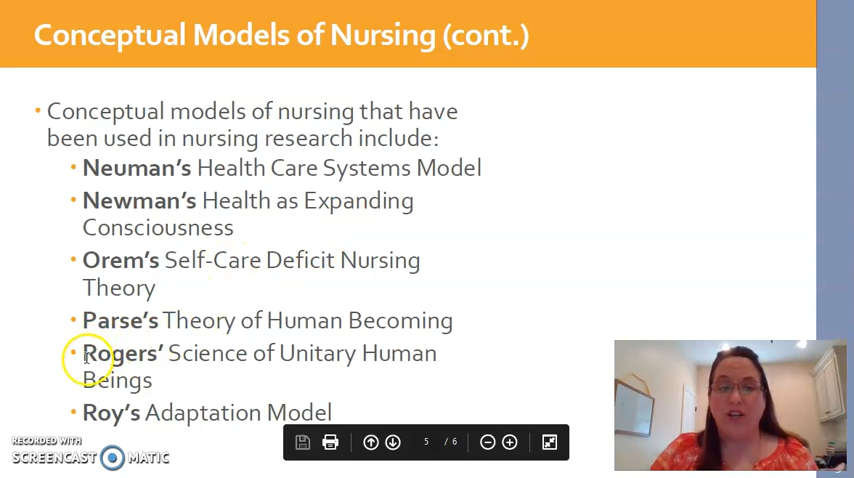 Conceptual Models of Nursing (cont.)
• Conceptual models of nursing that have
been used in nursing research include:
• Neuman's Health Care Systems Model
• Newman's Health as Expanding
Consciousness
• Orem's Self-Care Deficit Nursing
Theory
• Parse's Theory of Human Becoming
• Rogers' Science of Unitary Human
Beings
• Roy's Adaptation Model
5 / 6
RECORDED WITH
SCREENCAST MATIC